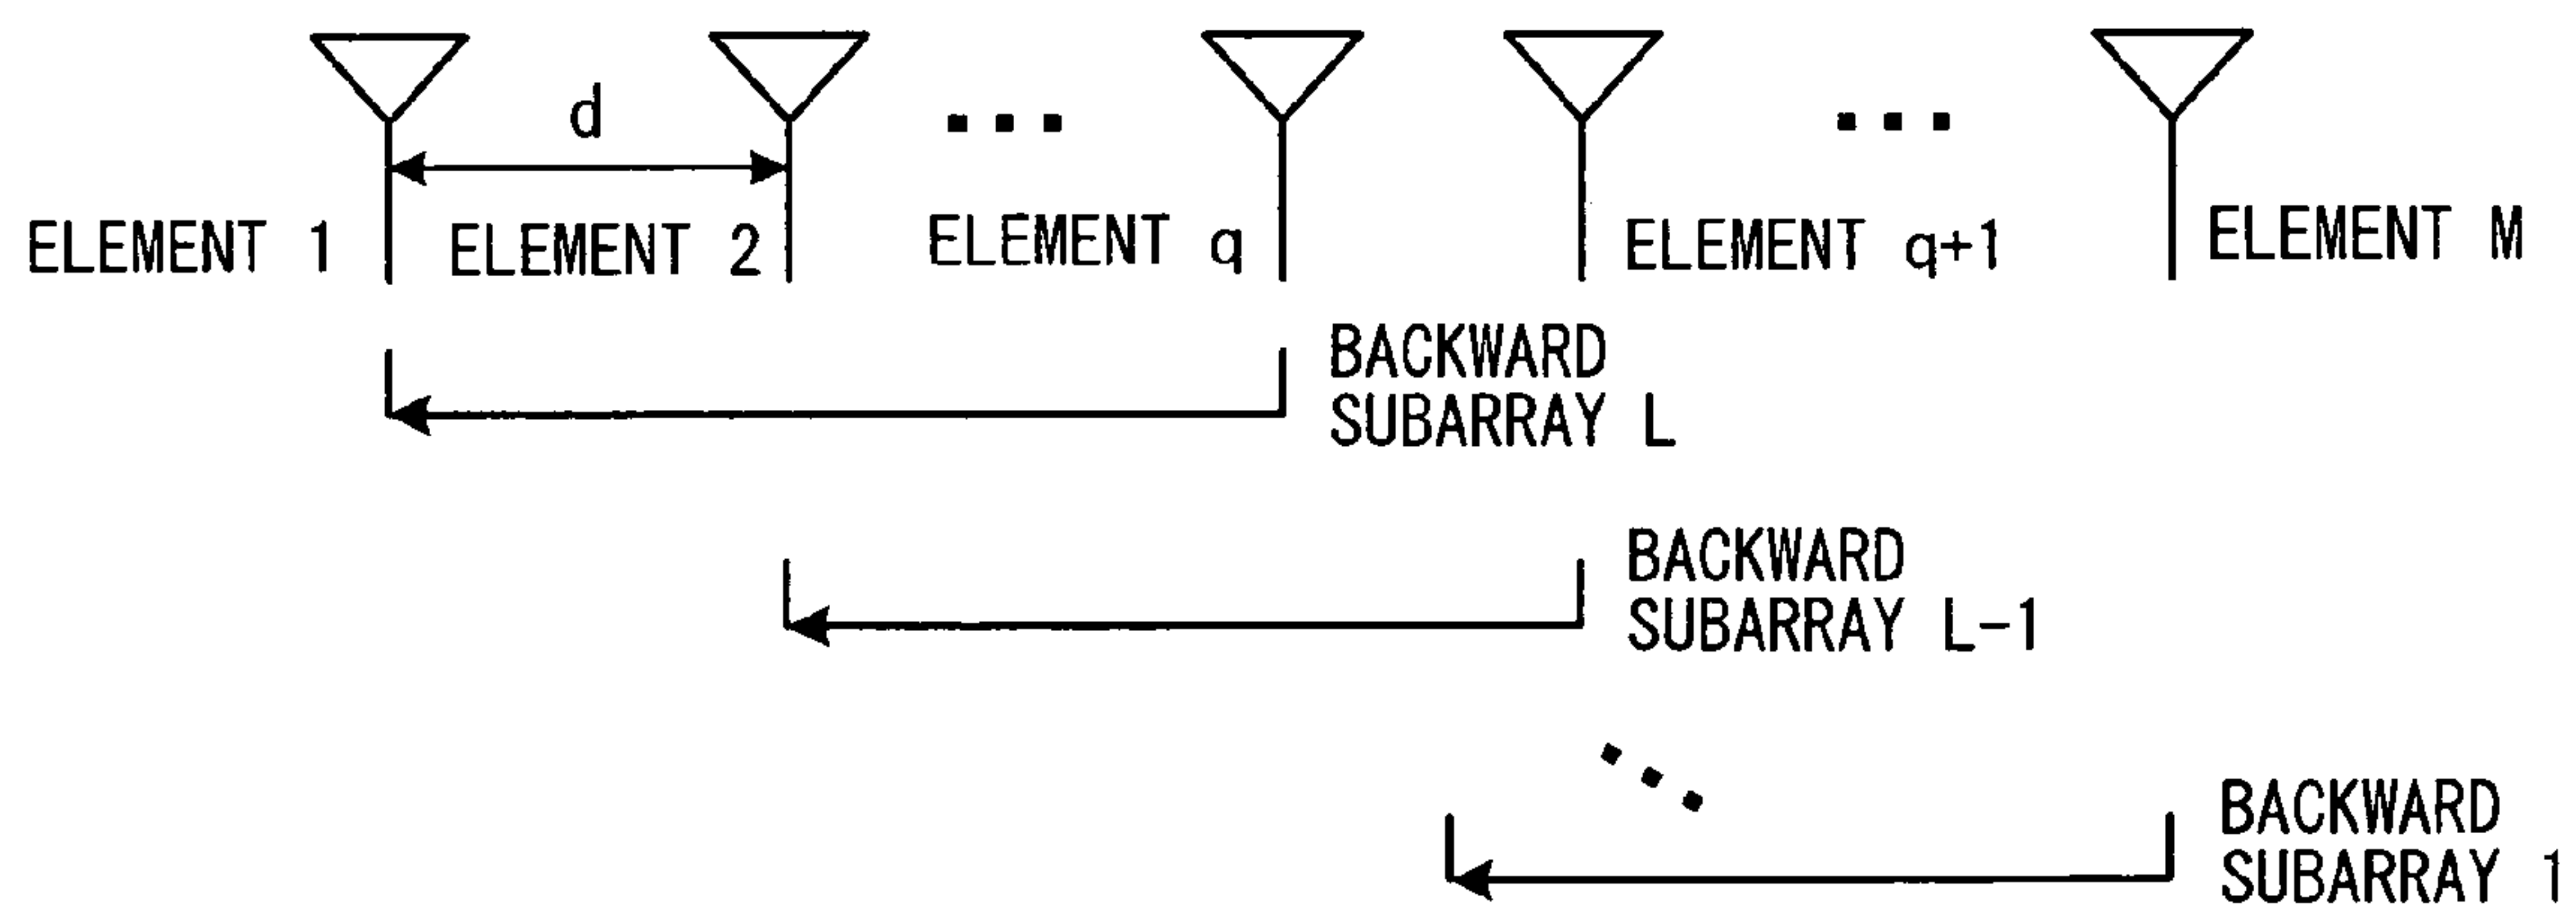 d
ELEMENT 1
ELEMENT 2
ELEMENT q
ELEMENT q+1
ELEMENT M
BACKWARD
SUBARRAY L
BACKWARD
SUBARRAY L-1
BACKWARD
SUBARRAY 1